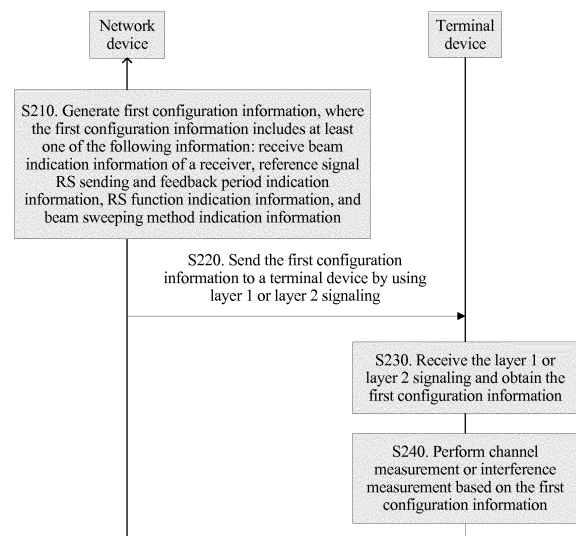 Network
device
Terminal
device
S210. Generate first configuration information, where
the first configuration information includes at least
one of the following information: receive beam
indication information of a receiver, reference signal
RS sending and feedback period indication
information, RS function indication information, and
beam sweeping method indication information
S220. Send the first configuration
information to a terminal device by using
layer 1 or layer 2 signaling
S230. Receive the layer 1 or
layer 2 signaling and obtain the
first configuration information
S240. Perform channel
measurement or interference
measurement based on the first
configuration information